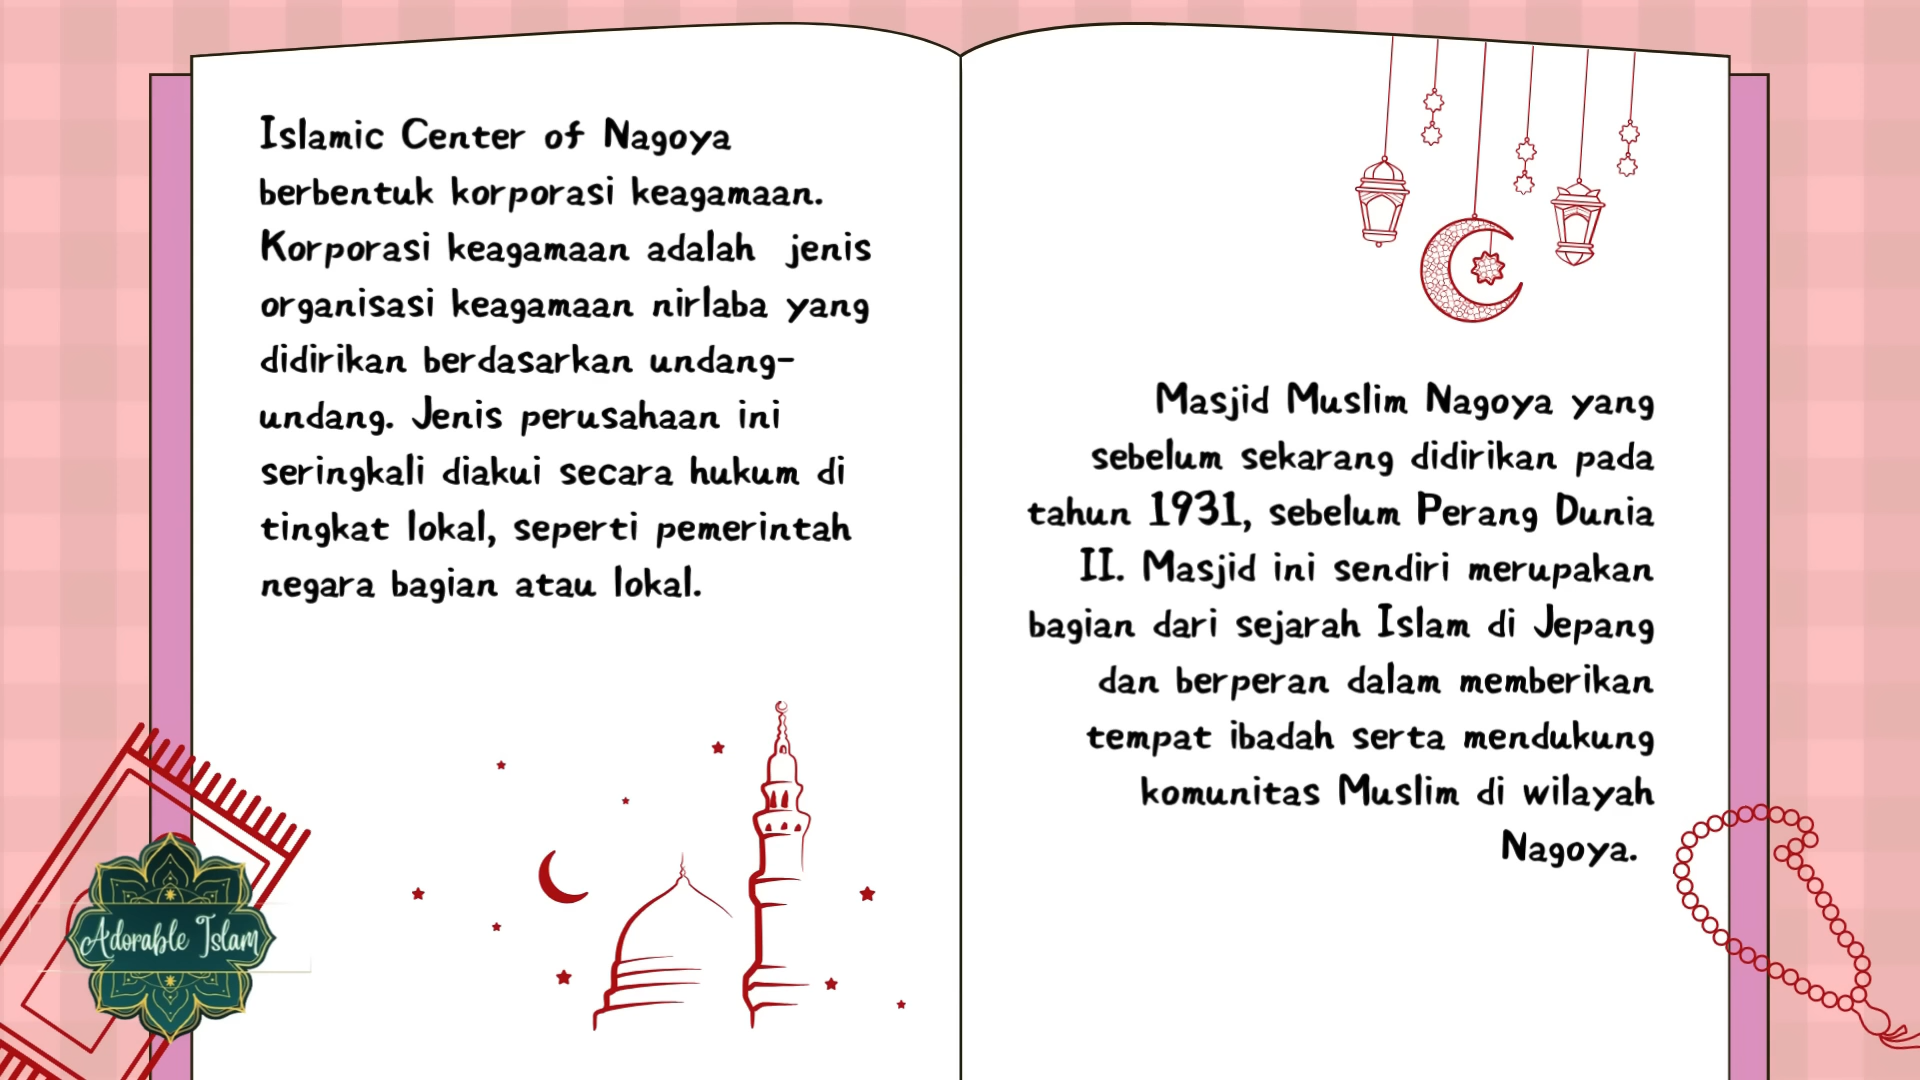 Islamic Center of Nagoya
berbentuk korporasi keagamaan.
Korporasi keagamaan adalah jenis
organisasi keagamaan nirlaba yang
didirikan berdasarkan undang-
undang. Jenis perusahaan ini
seringkali diakui secara hukum di
tingkat lokal, seperti pemerintah
negara bagian atau lokal.
Masjid Muslim Nagoya yang
sebelum sekarang didirikan pada
tahun 1931, sebelum Perang Dunia
II. Masjid ini sendiri merupakan
bagian dari sejarah Islam di Jepang
dan berperan dalam memberikan
tempat ibadah serta mendukung
komunitas Muslim di wilayah
Nagoya.
Adorable Islam